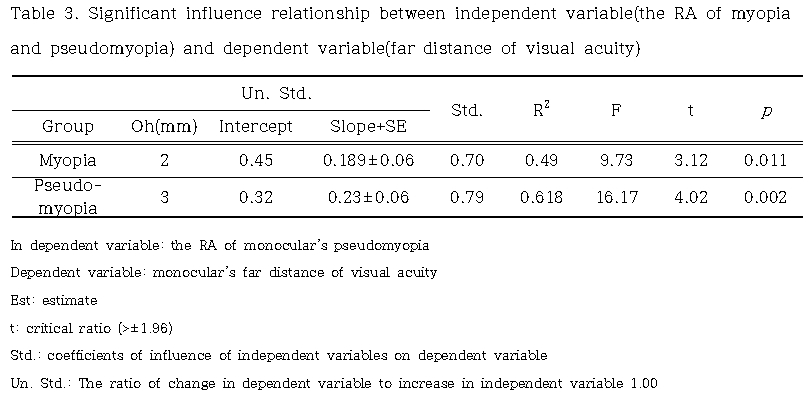 Table 3. Significant influence relationship between independent variable(the RA of myopia
and pseudomyopia) and dependent variable(far distance of visual acuity)
Un. Std. Std. R² F t p
Group Oh(mm) Intercept Slope+SE
Myopia 2 0.45 0.189±0.06 0.70 0.49 9.73 3.12 0.011
Pseudo-
myopia 3 0.32 0.23±0.06 0.79 0.618 16.17 4.02 0.002
In dependent variable: the RA of monocular's pseudomyopia
Dependent variable: monocular's far distance of visual acuity
Est: estimate
t: critical ratio (>±1.96)
Std.: coefficients of influence of independent variables on dependent variable
Un. Std.: The ratio of change in dependent variable to increase in independent variable 1.00